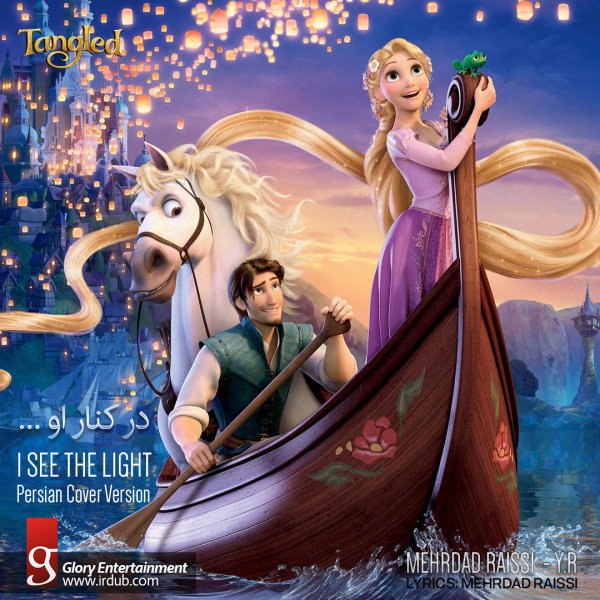 Tangled
در کنار او ...
I SEE THE LIGHT
Persian Cover Version
g
Glory Entertainment
www.irdub.com
MEHRDAD RAISSI - Y.R
LYRICS: MEHRDAD RAISSI